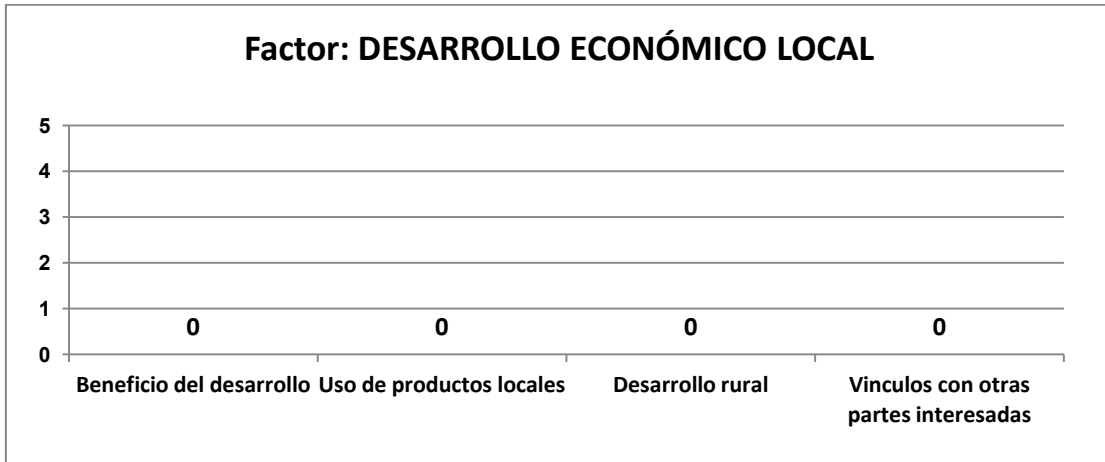 Factor: DESARROLLO ECONÓMICO LOCAL
5
4
3
2
1
0
0 0 0 0
Beneficio del desarrollo Uso de productos locales Desarrollo rural Vinculos con otras
partes interesadas